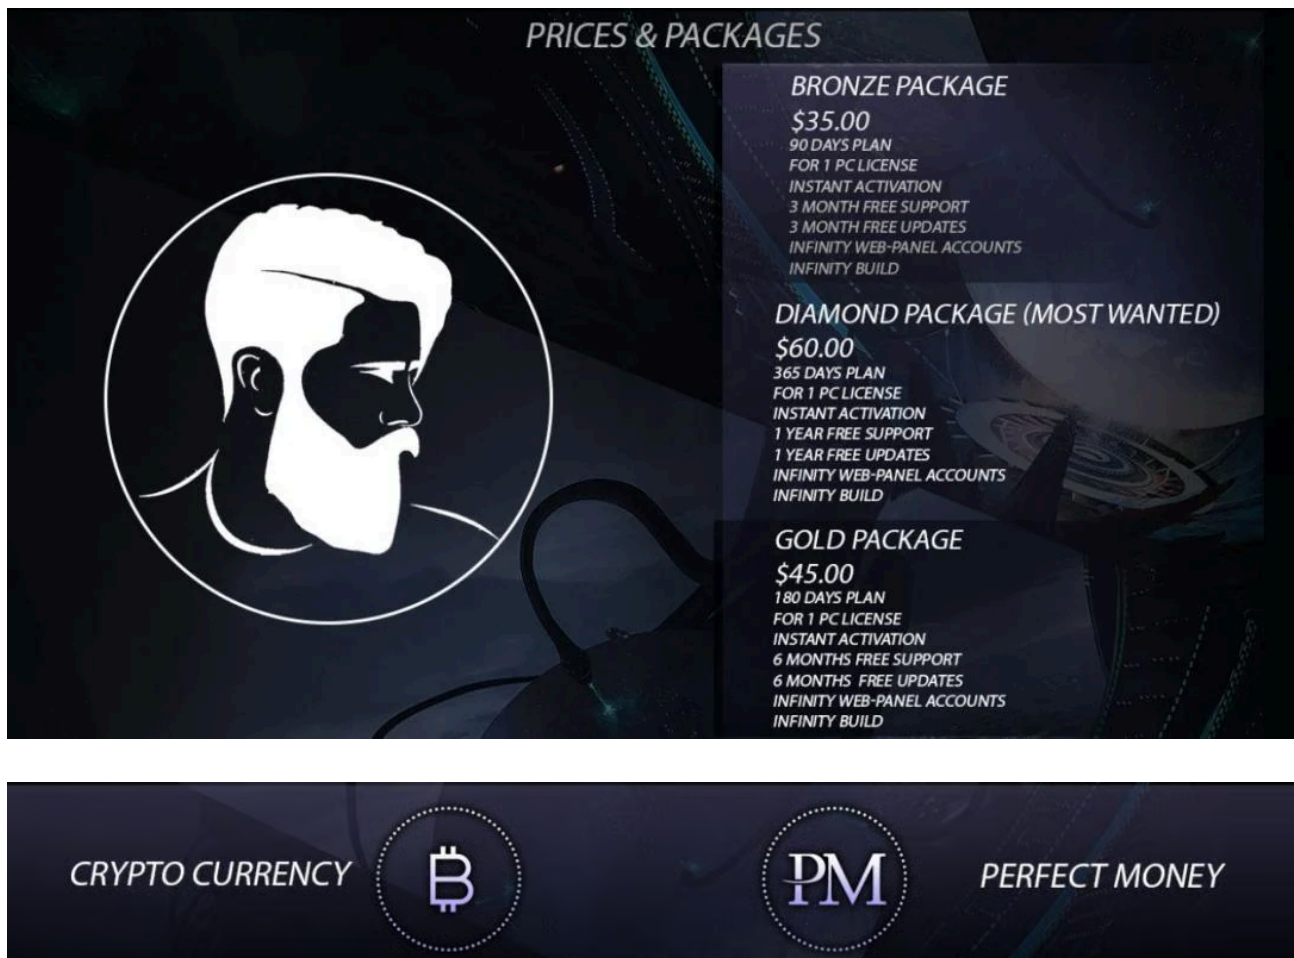 PRICES & PACKAGES
BRONZE PACKAGE
$35.00
90 DAYS PLAN
FOR 1 PC LICENSE
INSTANT ACTIVATION
3 MONTH FREE SUPPORT
3 MONTH FREE UPDATES
INFINITY WEB-PANEL ACCOUNTS
INFINITY BUILD
DIAMOND PACKAGE (MOST WANTED)
$60.00
365 DAYS PLAN
FOR 1 PC LICENSE
INSTANT ACTIVATION
1 YEAR FREE SUPPORT
1 YEAR FREE UPDATES
INFINITY WEB-PANEL ACCOUNTS
INFINITY BUILD
GOLD PACKAGE
$45.00
180 DAYS PLAN
FOR 1 PC LICENSE
INSTANT ACTIVATION
6 MONTHS FREE SUPPORT
6 MONTHS FREE UPDATES
INFINITY WEB-PANEL ACCOUNTS
INFINITY BUILD
CRYPTO CURRENCY
PM
PERFECT MONEY